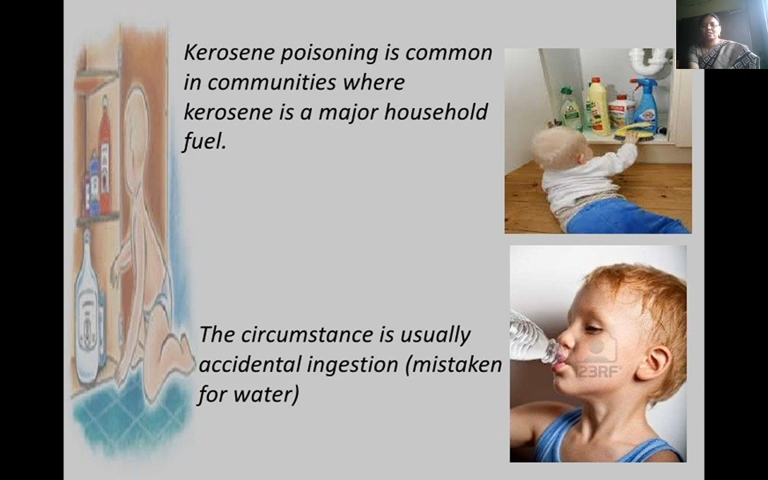 Kerosene poisoning is common
in communities where
kerosene is a major household
fuel.
The circumstance is usually
accidental ingestion (mistaken
for water)
123RF